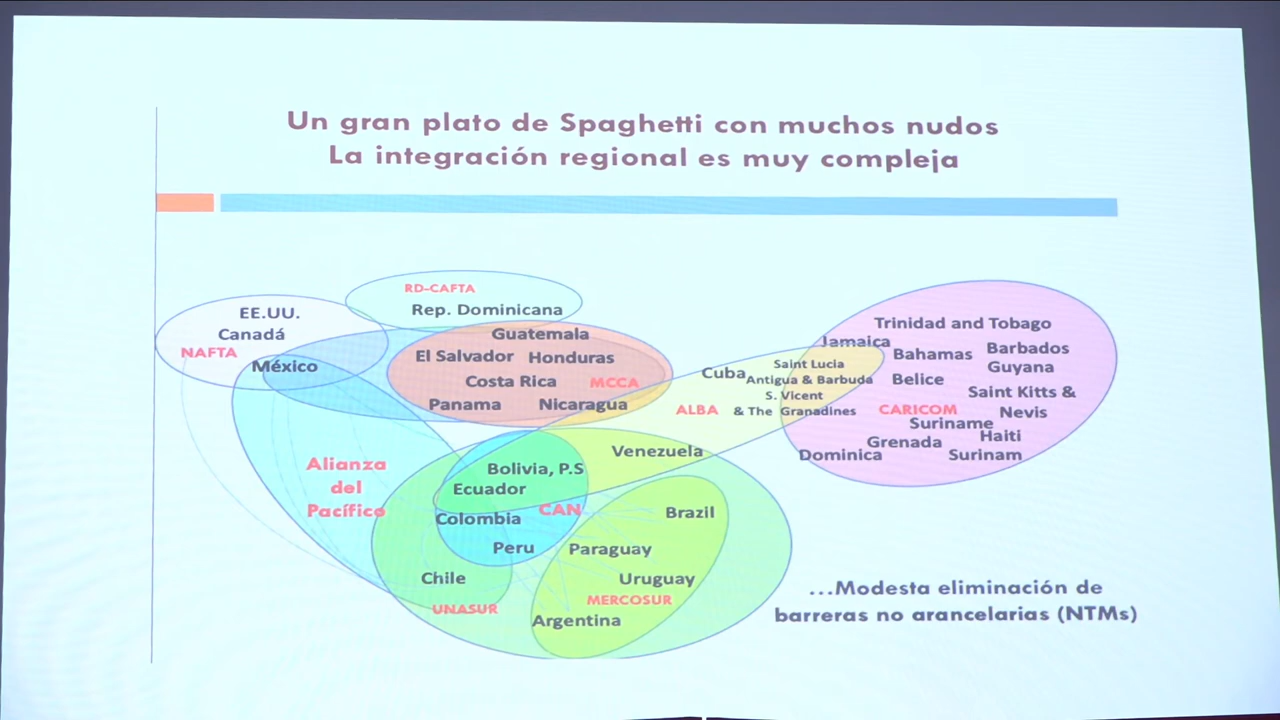 Un gran plato de Spaghetti con muchos nudos
La integración regional es muy compleja
RD-CAFTA
Rep. Dominicana
EE.UU.
Canadá
NAFTA
México
Guatemala
El Salvador Honduras
Costa Rica MCCA
Panama Nicaragua
Cuba
ALBA
Saint Lucia
Antigua & Barbuda
S. Vicent
& The Granadines
Trinidad and Tobago
Jamaica
Bahamas
Barbados
Guyana
Belice
Saint Kitts &
Nevis
CARICOM
Suriname
Grenada
Haiti
Dominica
Surinam
Alianza
del
Pacífico
Venezuela
Bolivia, P.S
Ecuador
CAN
Colombia
Peru
Chile
UNASUR
Brazil
Paraguay
Uruguay
MERCOSUR
Argentina
...Modesta eliminación de
barreras no arancelarias (NTMs)